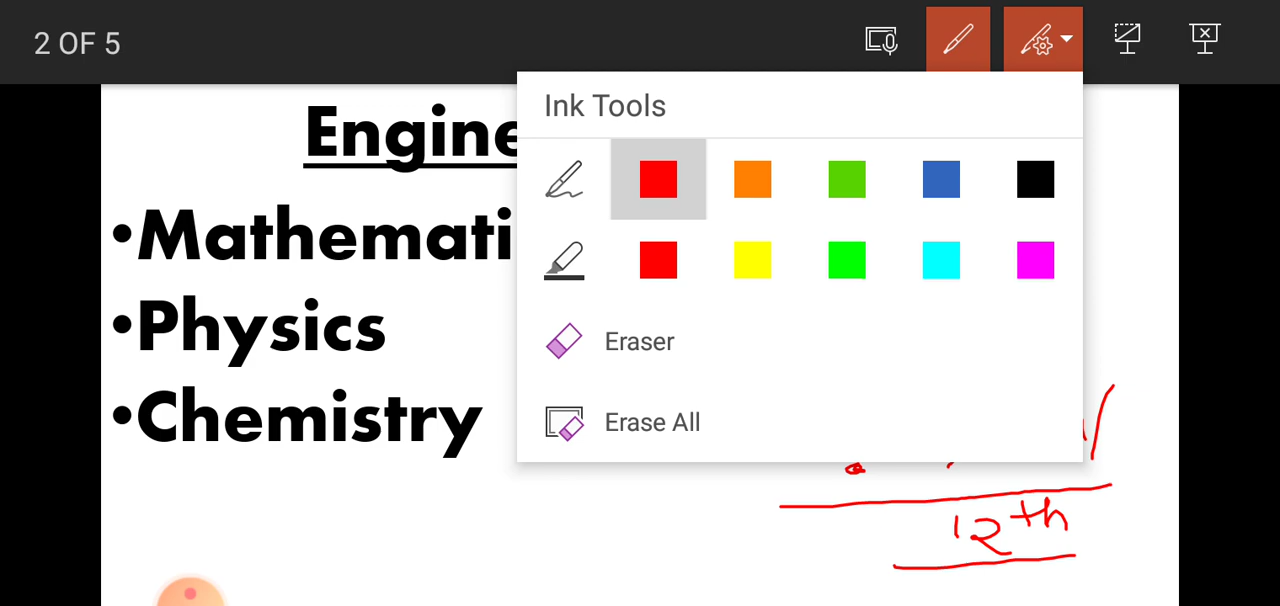 2 OF 5
Ink Tools
Engine
•Mathemati
•Physics
•Chemistry
Eraser
Erase All
12th